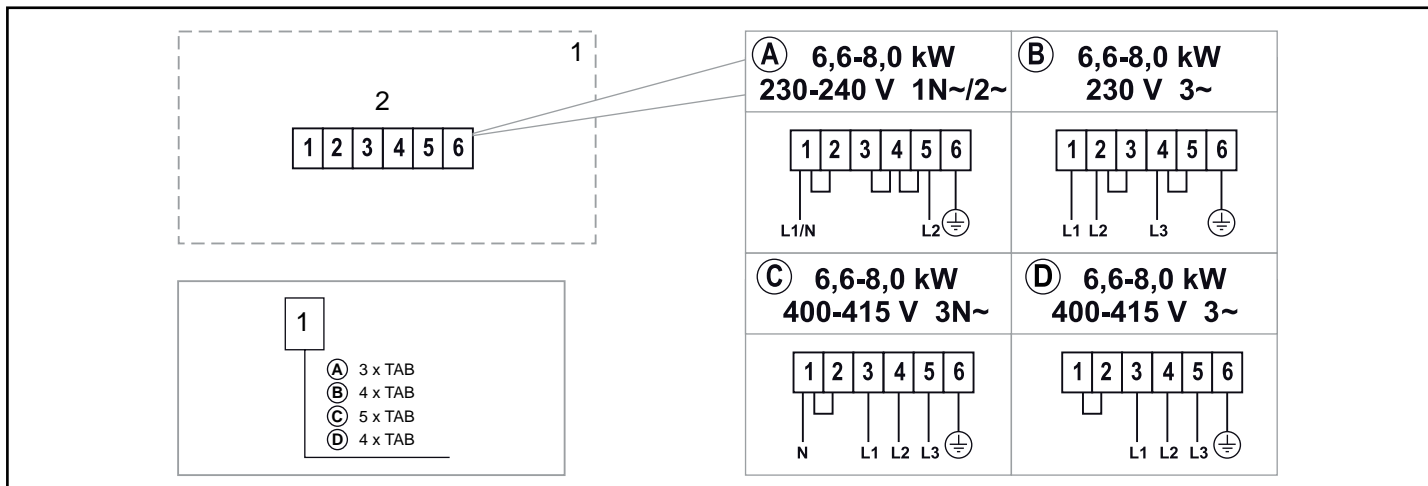 1
2
1 2 3 4 5 6
1
A 3 x TAB
B 4 x TAB
C 5 x TAB
D 4 x TAB
A 6,6-8,0 kW
230-240 V 1N~/2~
1 2 3 4 5 6
L1/N L2
B 6,6-8,0 kW
230 V 3~
1 2 3 4 5 6
L1 L2 L3
C 6,6-8,0 kW
400-415 V 3N~
1 2 3 4 5 6
N L1 L2 L3
D 6,6-8,0 kW
400-415 V 3~
1 2 3 4 5 6
L1 L2 L3